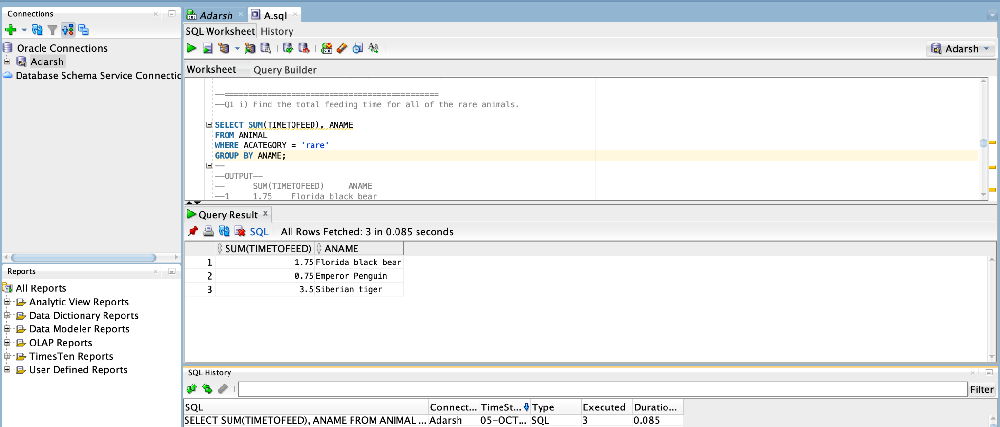 Connections
Oracle Connections
Adarsh
Database Schema Service Connectic
Reports
All Reports
Analytic View Reports
Data Dictionary Reports
Data Modeler Reports
OLAP Reports
TimesTen Reports
User Defined Reports
Adarsh
A.sql
SQL Worksheet History
Adarsh
Worksheet Query Builder
--=============================================
--Q1 i) Find the total feeding time for all of the rare animals.
SELECT SUM(TIMETOFEED), ANAME
FROM ANIMAL
WHERE ACATEGORY = 'rare'
GROUP BY ANAME;
--
--OUTPUT--
-- SUM(TIMETOFEED) ANAME
--1 1.75 Florida black bear
Query Result
SQL All Rows Fetched: 3 in 0.085 seconds
SUM(TIMETOFEED) ANAME
1 1.75 Florida black bear
2 0.75 Emperor Penguin
3 3.5 Siberian tiger
SQL History
Filter
SQL Connect... TimeSt... Type Executed Duratio...
SELECT SUM(TIMETOFEED), ANAME FROM ANIMAL ... Adarsh 05-OCT... SQL 3 0.085